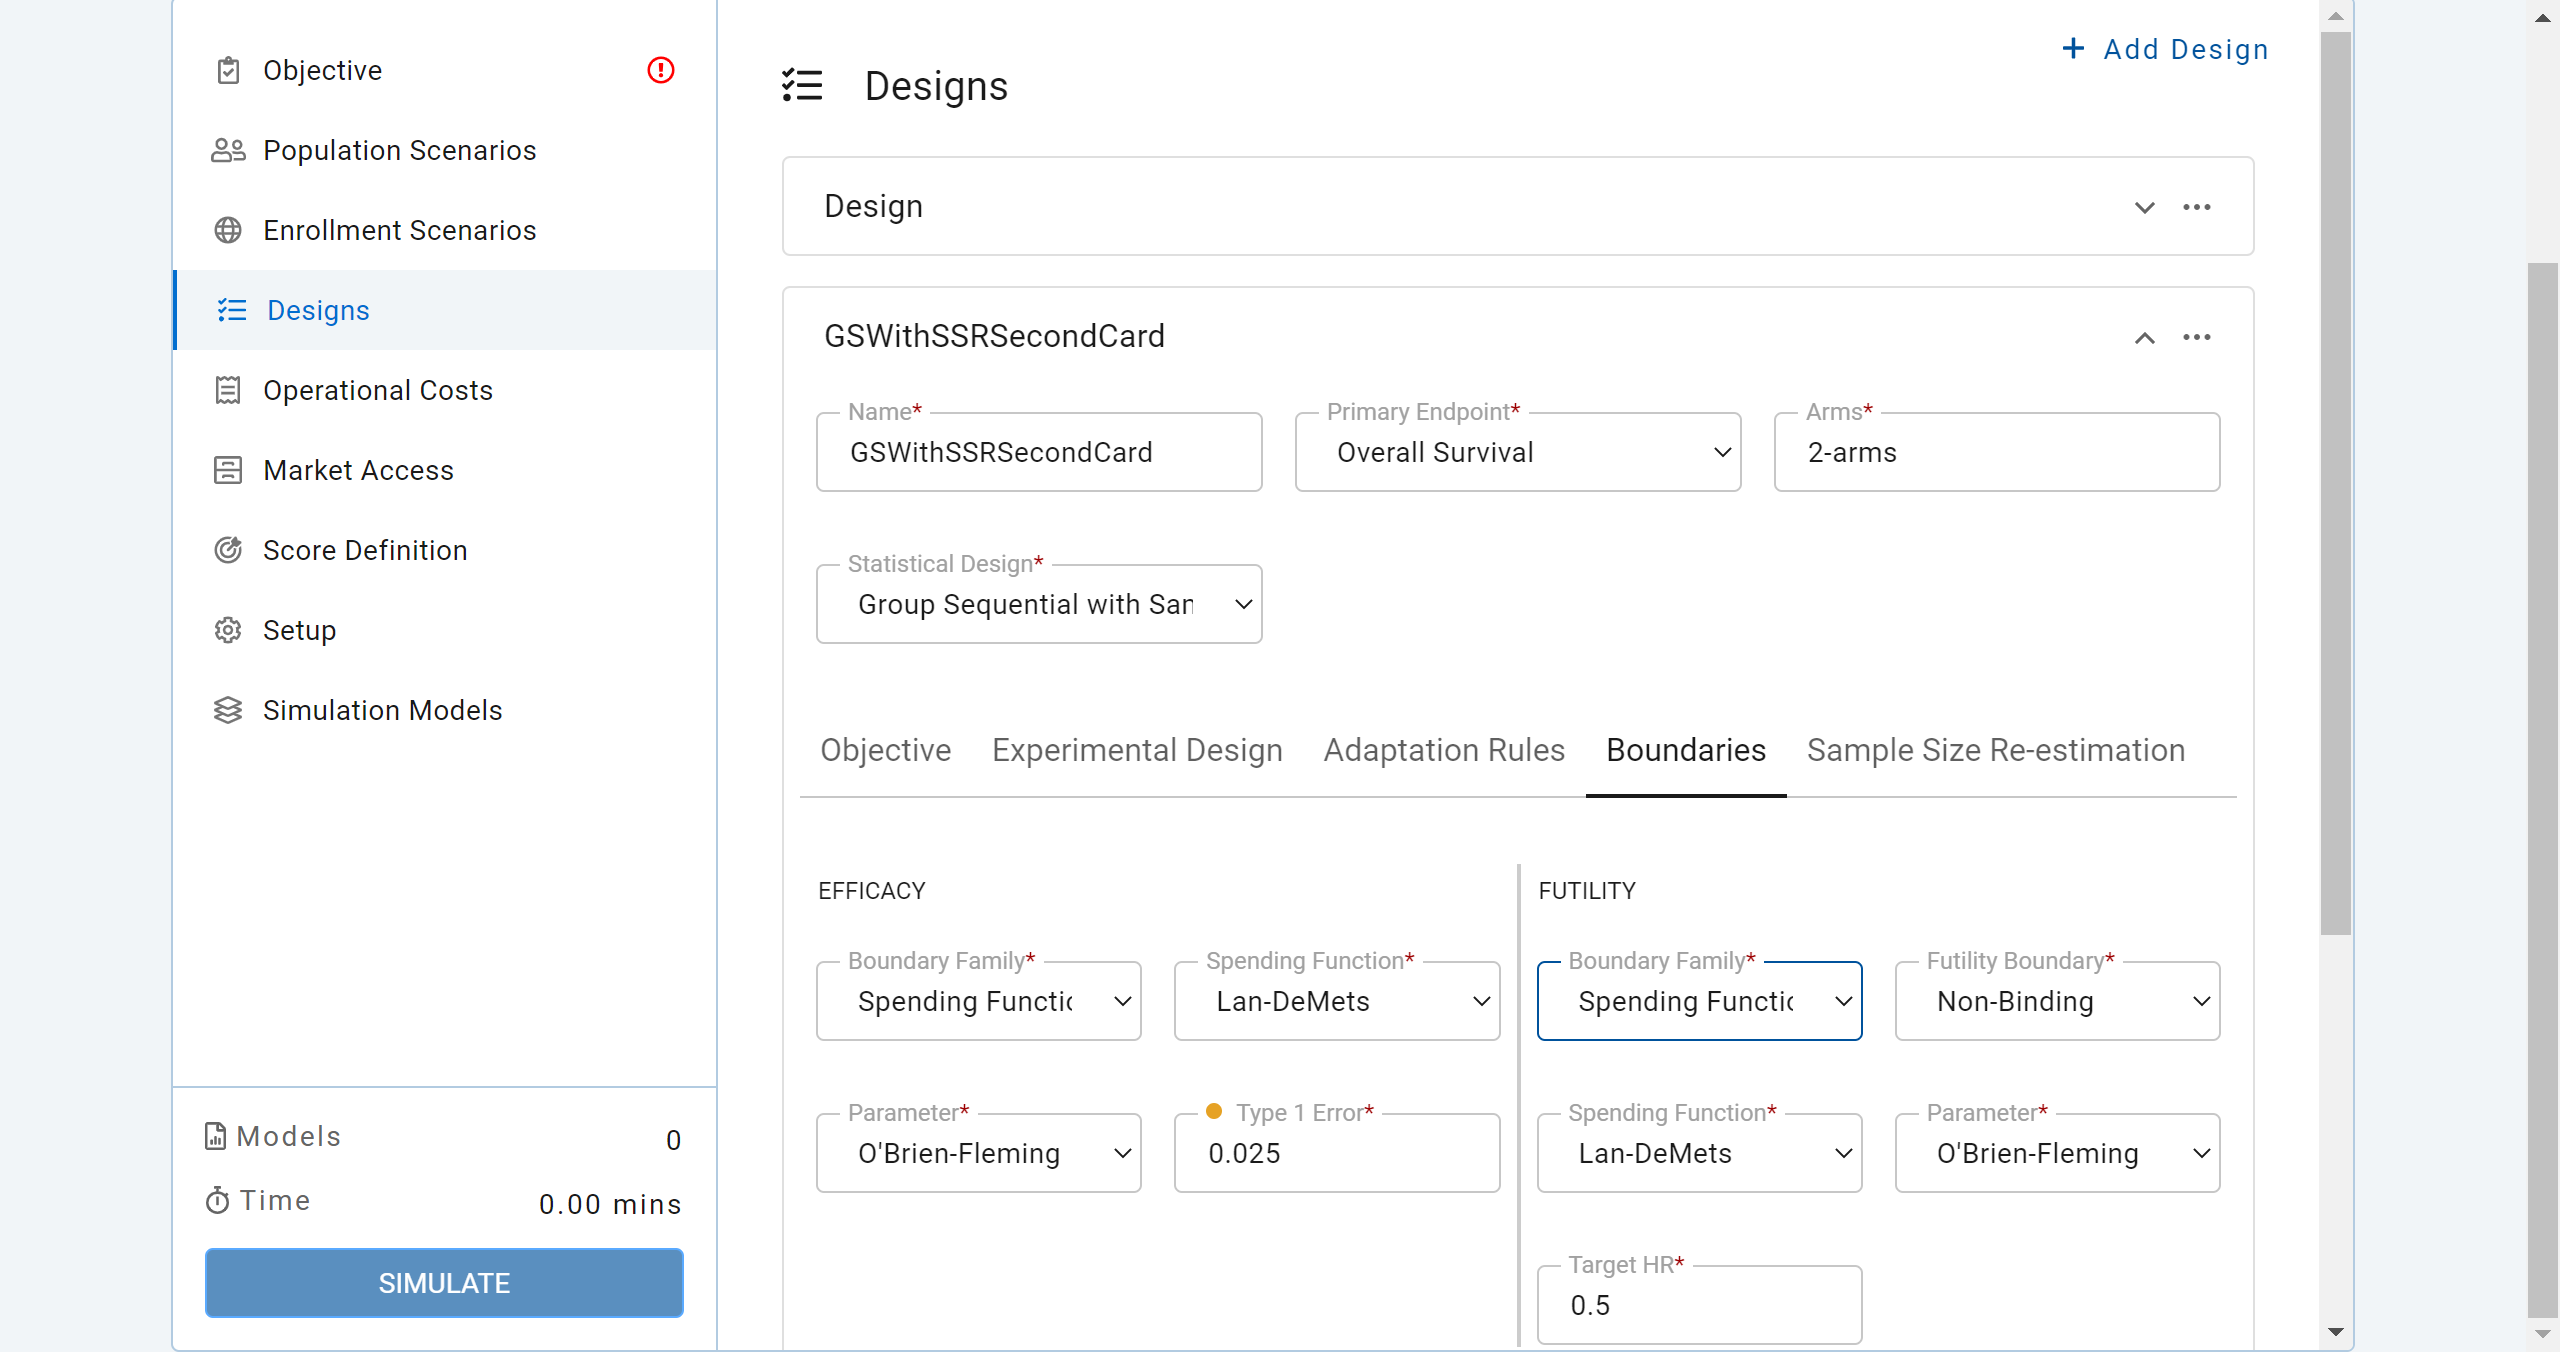 Objective
Population Scenarios
Enrollment Scenarios
Designs
Operational Costs
Market Access
Score Definition
Setup
Simulation Models
Models 0
Time 0.00 mins
SIMULATE
+ Add Design
Designs
Design
GSWithSSRSecondCard
Name* Primary Endpoint* Arms*
GSWithSSRSecondCard Overall Survival 2-arms
Statistical Design*
Group Sequential with San
Objective Experimental Design Adaptation Rules Boundaries Sample Size Re-estimation
EFFICACY
Boundary Family* Spending Function*
Spending Functic Lan-DeMets
Parameter* Type 1 Error*
O'Brien-Fleming 0.025
FUTILITY
Boundary Family* Futility Boundary*
Spending Functic Non-Binding
Spending Function* Parameter*
Lan-DeMets O'Brien-Fleming
Target HR*
0.5